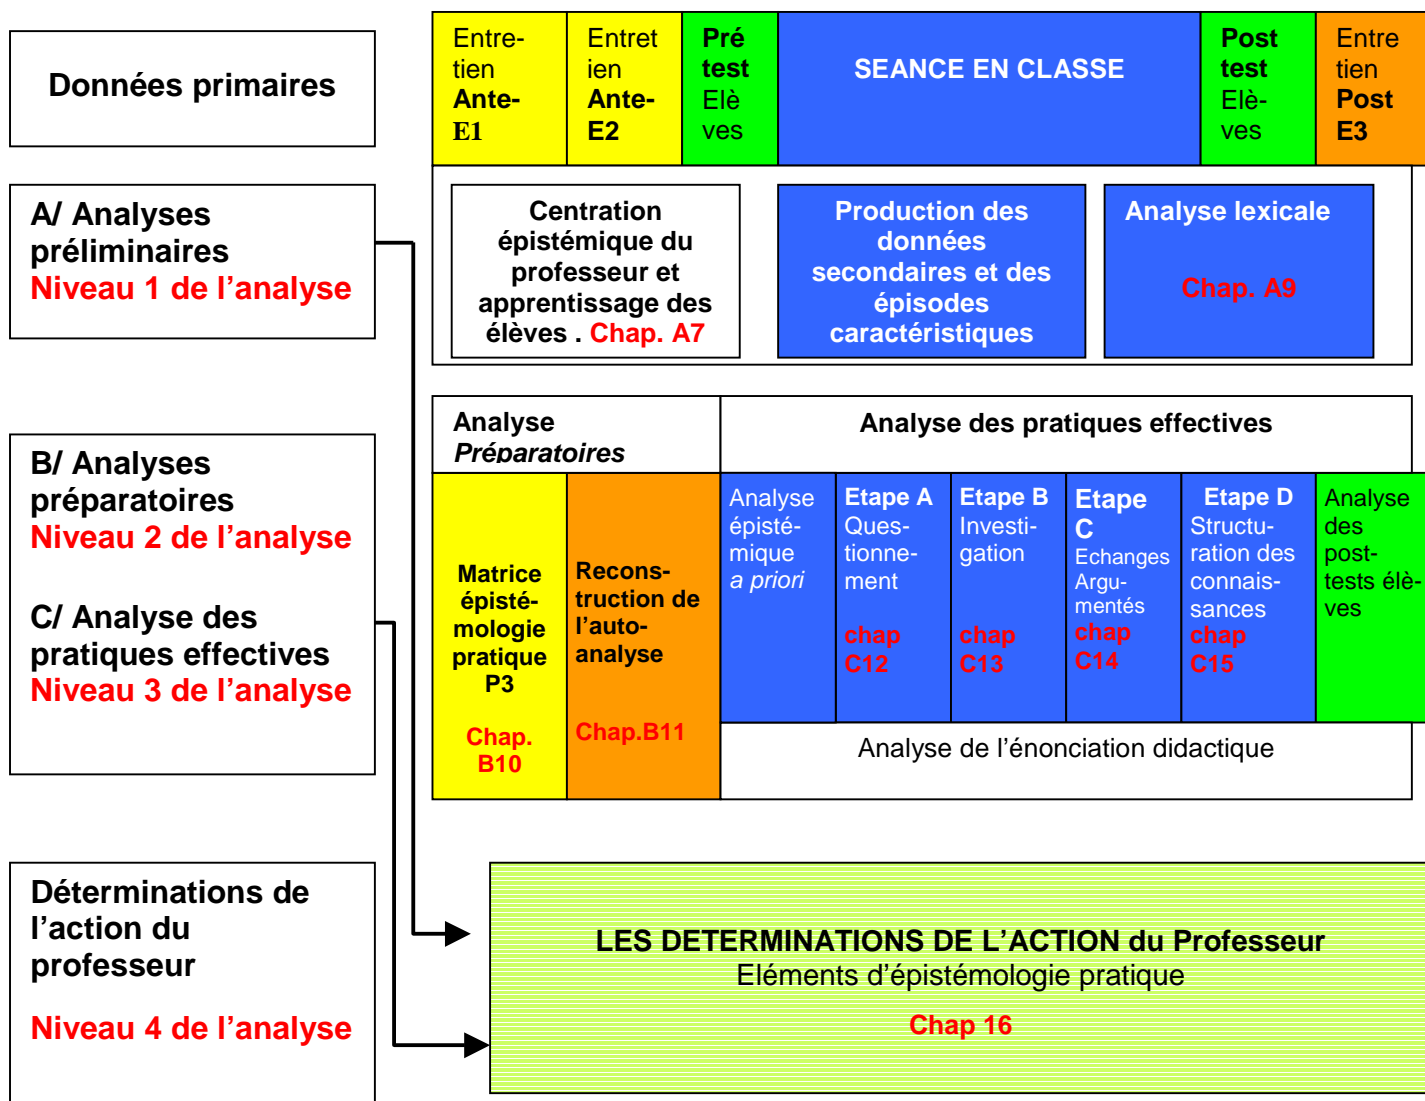 Données primaires
Entre-
tien
Ante-
E1
Entret
ien
Ante-
E2
Pré
test
Elè
ves
SEANCE EN CLASSE
Post
test
Elè-
ves
Entre
tien
Post
E3
A/ Analyses
préliminaires
Niveau 1 de l’analyse
Centration
épistémique du
professeur et
apprentissage des
élèves . Chap. A7
Production des
données
secondaires et des
épisodes
caractéristiques
Analyse lexicale
Chap. A9
B/ Analyses
préparatoires
Niveau 2 de l’analyse
C/ Analyse des
pratiques effectives
Niveau 3 de l’analyse
Analyse
Préparatoires
Analyse des pratiques effectives
Matrice
épisté-
mologie
pratique
P3
Chap.
B10
Recons-
truction de
l’auto-
analyse
Chap.B11
Analyse
épisté-
mique
a priori
Etape A
Ques-
tionne-
ment
chap
C12
Etape B
Investi-
gation
chap
C13
Etape
C
Echanges
Argu-
mentés
chap
C14
Etape D
Structu-
ration des
connais-
sances
chap
C15
Analyse
des
post-
tests élè-
ves
Analyse de l’énonciation didactique
Déterminations de
l’action du
professeur
Niveau 4 de l’analyse
LES DETERMINATIONS DE L’ACTION du Professeur
Eléments d’épistémologie pratique
Chap 16